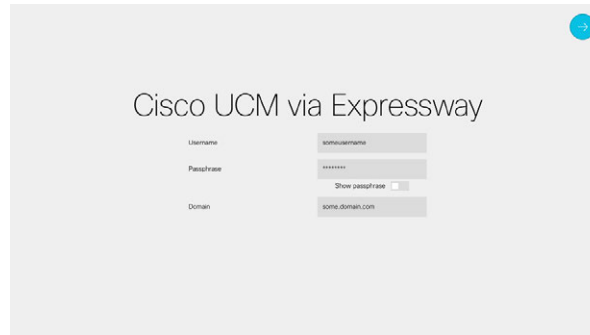 Cisco UCM via Expressway
Username someusername
Passphrase ********
Show passphrase
Domain some.domain.com